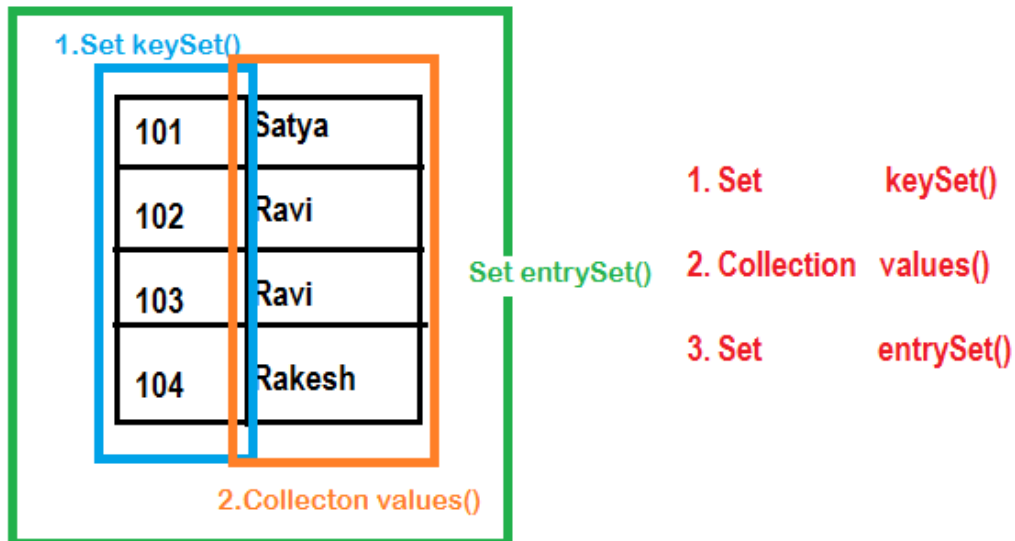 1.Set keySet()
101 Satya
102 Ravi
103 Ravi
104 Rakesh
2.Collecton values()
Set entrySet()
1. Set keySet()
2. Collection values()
3. Set entrySet()